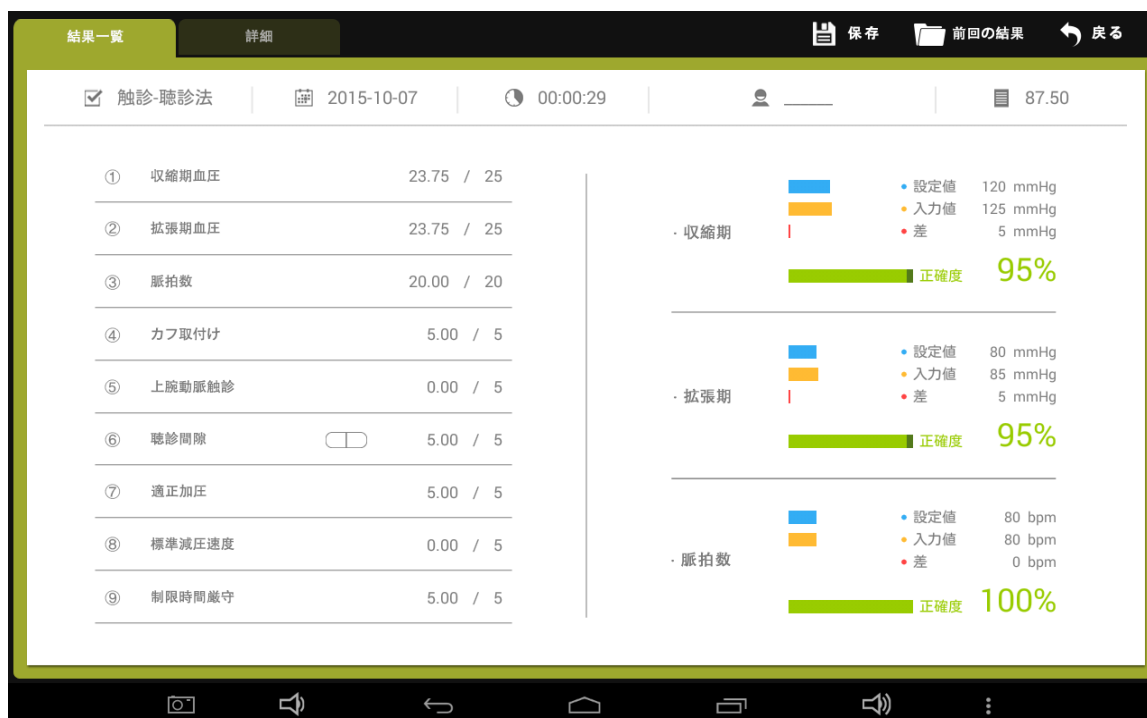 結果一覧 詳細 保存 前回の結果 戻る
触診-聴診法 2015-10-07 00:00:29 _____ 87.50
① 収縮期血圧 23.75 / 25
② 拡張期血圧 23.75 / 25
③ 脈拍数 20.00 / 20
④ カフ取付け 5.00 / 5
⑤ 上腕動脈触診 0.00 / 5
⑥ 聴診間隙 5.00 / 5
⑦ 適正加圧 5.00 / 5
⑧ 標準減圧速度 0.00 / 5
⑨ 制限時間厳守 5.00 / 5
・収縮期
• 設定値 120 mmHg
• 入力値 125 mmHg
• 差 5 mmHg
正確度 95%
・拡張期
• 設定値 80 mmHg
• 入力値 85 mmHg
• 差 5 mmHg
正確度 95%
・脈拍数
• 設定値 80 bpm
• 入力値 80 bpm
• 差 0 bpm
正確度 100%